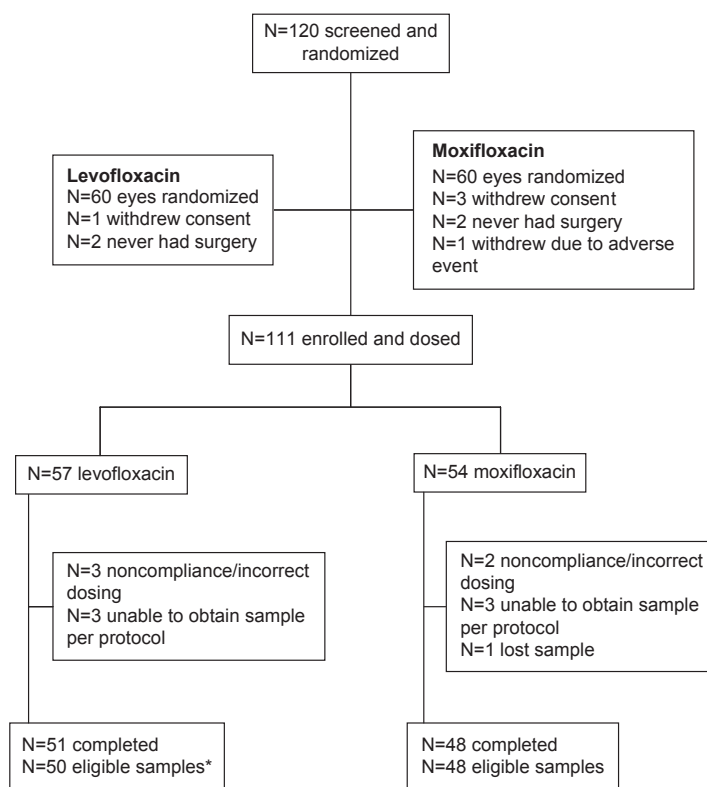 N=120 screened and
randomized
Levofloxacin
N=60 eyes randomized
N=1 withdrew consent
N=2 never had surgery
Moxifloxacin
N=60 eyes randomized
N=3 withdrew consent
N=2 never had surgery
N=1 withdrew due to adverse
event
N=111 enrolled and dosed
N=57 levofloxacin
N=54 moxifloxacin
N=3 noncompliance/incorrect
dosing
N=3 unable to obtain sample
per protocol
N=2 noncompliance/incorrect
dosing
N=3 unable to obtain sample
per protocol
N=1 lost sample
N=51 completed
N=50 eligible samples*
N=48 completed
N=48 eligible samples